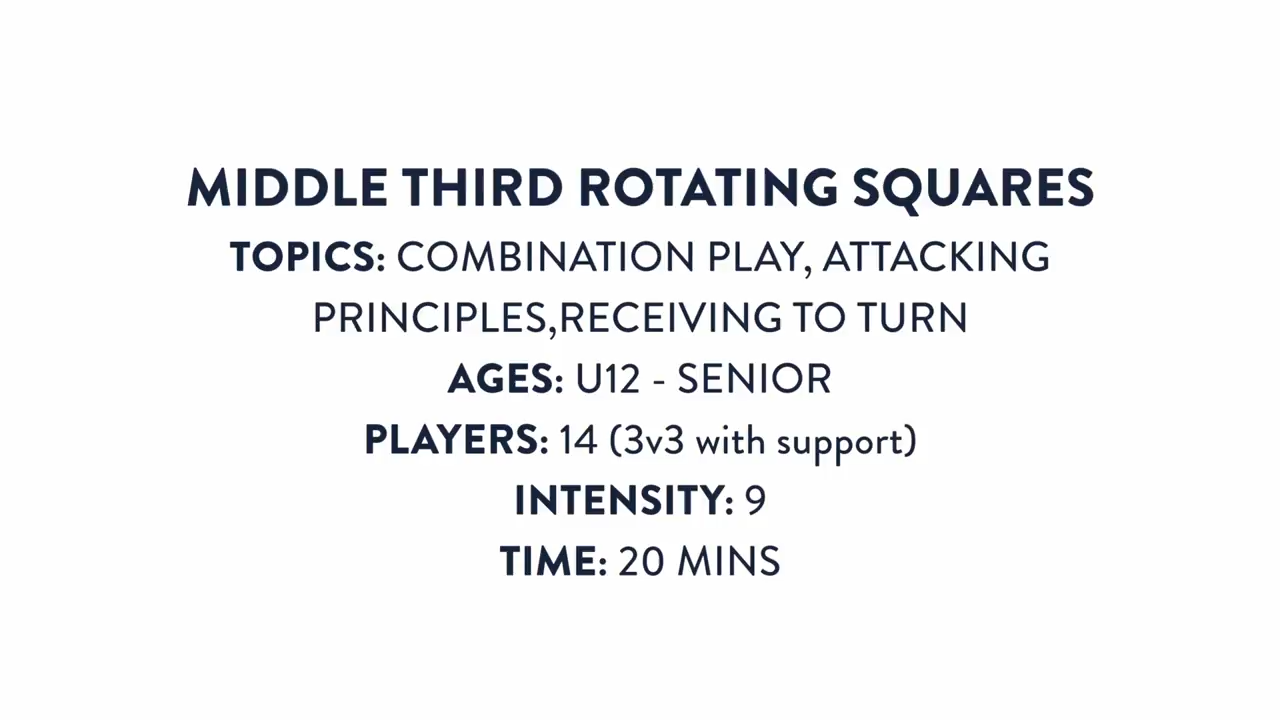 MIDDLE THIRD ROTATING SQUARES
TOPICS: COMBINATION PLAY, ATTACKING
PRINCIPLES,RECEIVING TO TURN
AGES: U12 - SENIOR
PLAYERS: 14 (3v3 with support)
INTENSITY: 9
TIME: 20 MINS